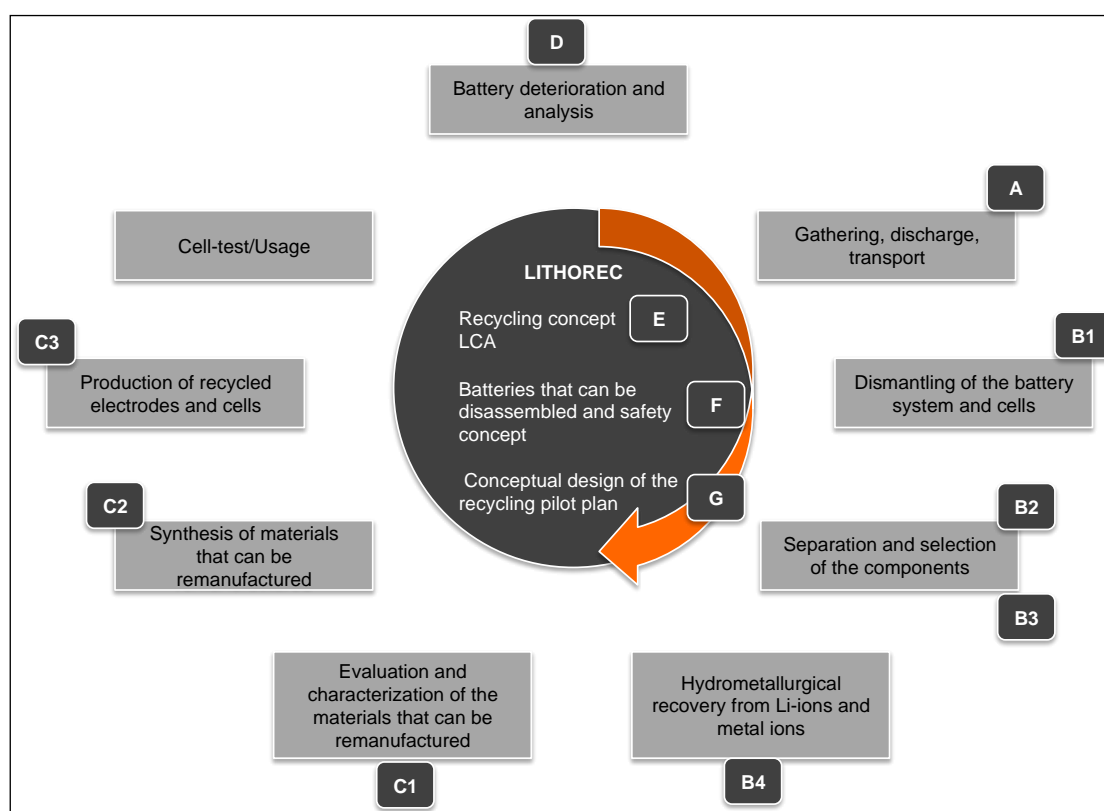 D
Battery deterioration and
analysis
A
Gathering, discharge,
transport
B1
Dismantling of the battery
system and cells
B2
Separation and selection
of the components
B3
Hydrometallurgical
recovery from Li-ions and
metal ions
B4
Evaluation and
characterization of the
materials that can be
remanufactured
C1
C2
Synthesis of materials
that can be
remanufactured
C3
Production of recycled
electrodes and cells
Cell-test/Usage
LITHOREC
Recycling concept
LCA
E
Batteries that can be
disassembled and safety
concept
F
Conceptual design of the
recycling pilot plan
G